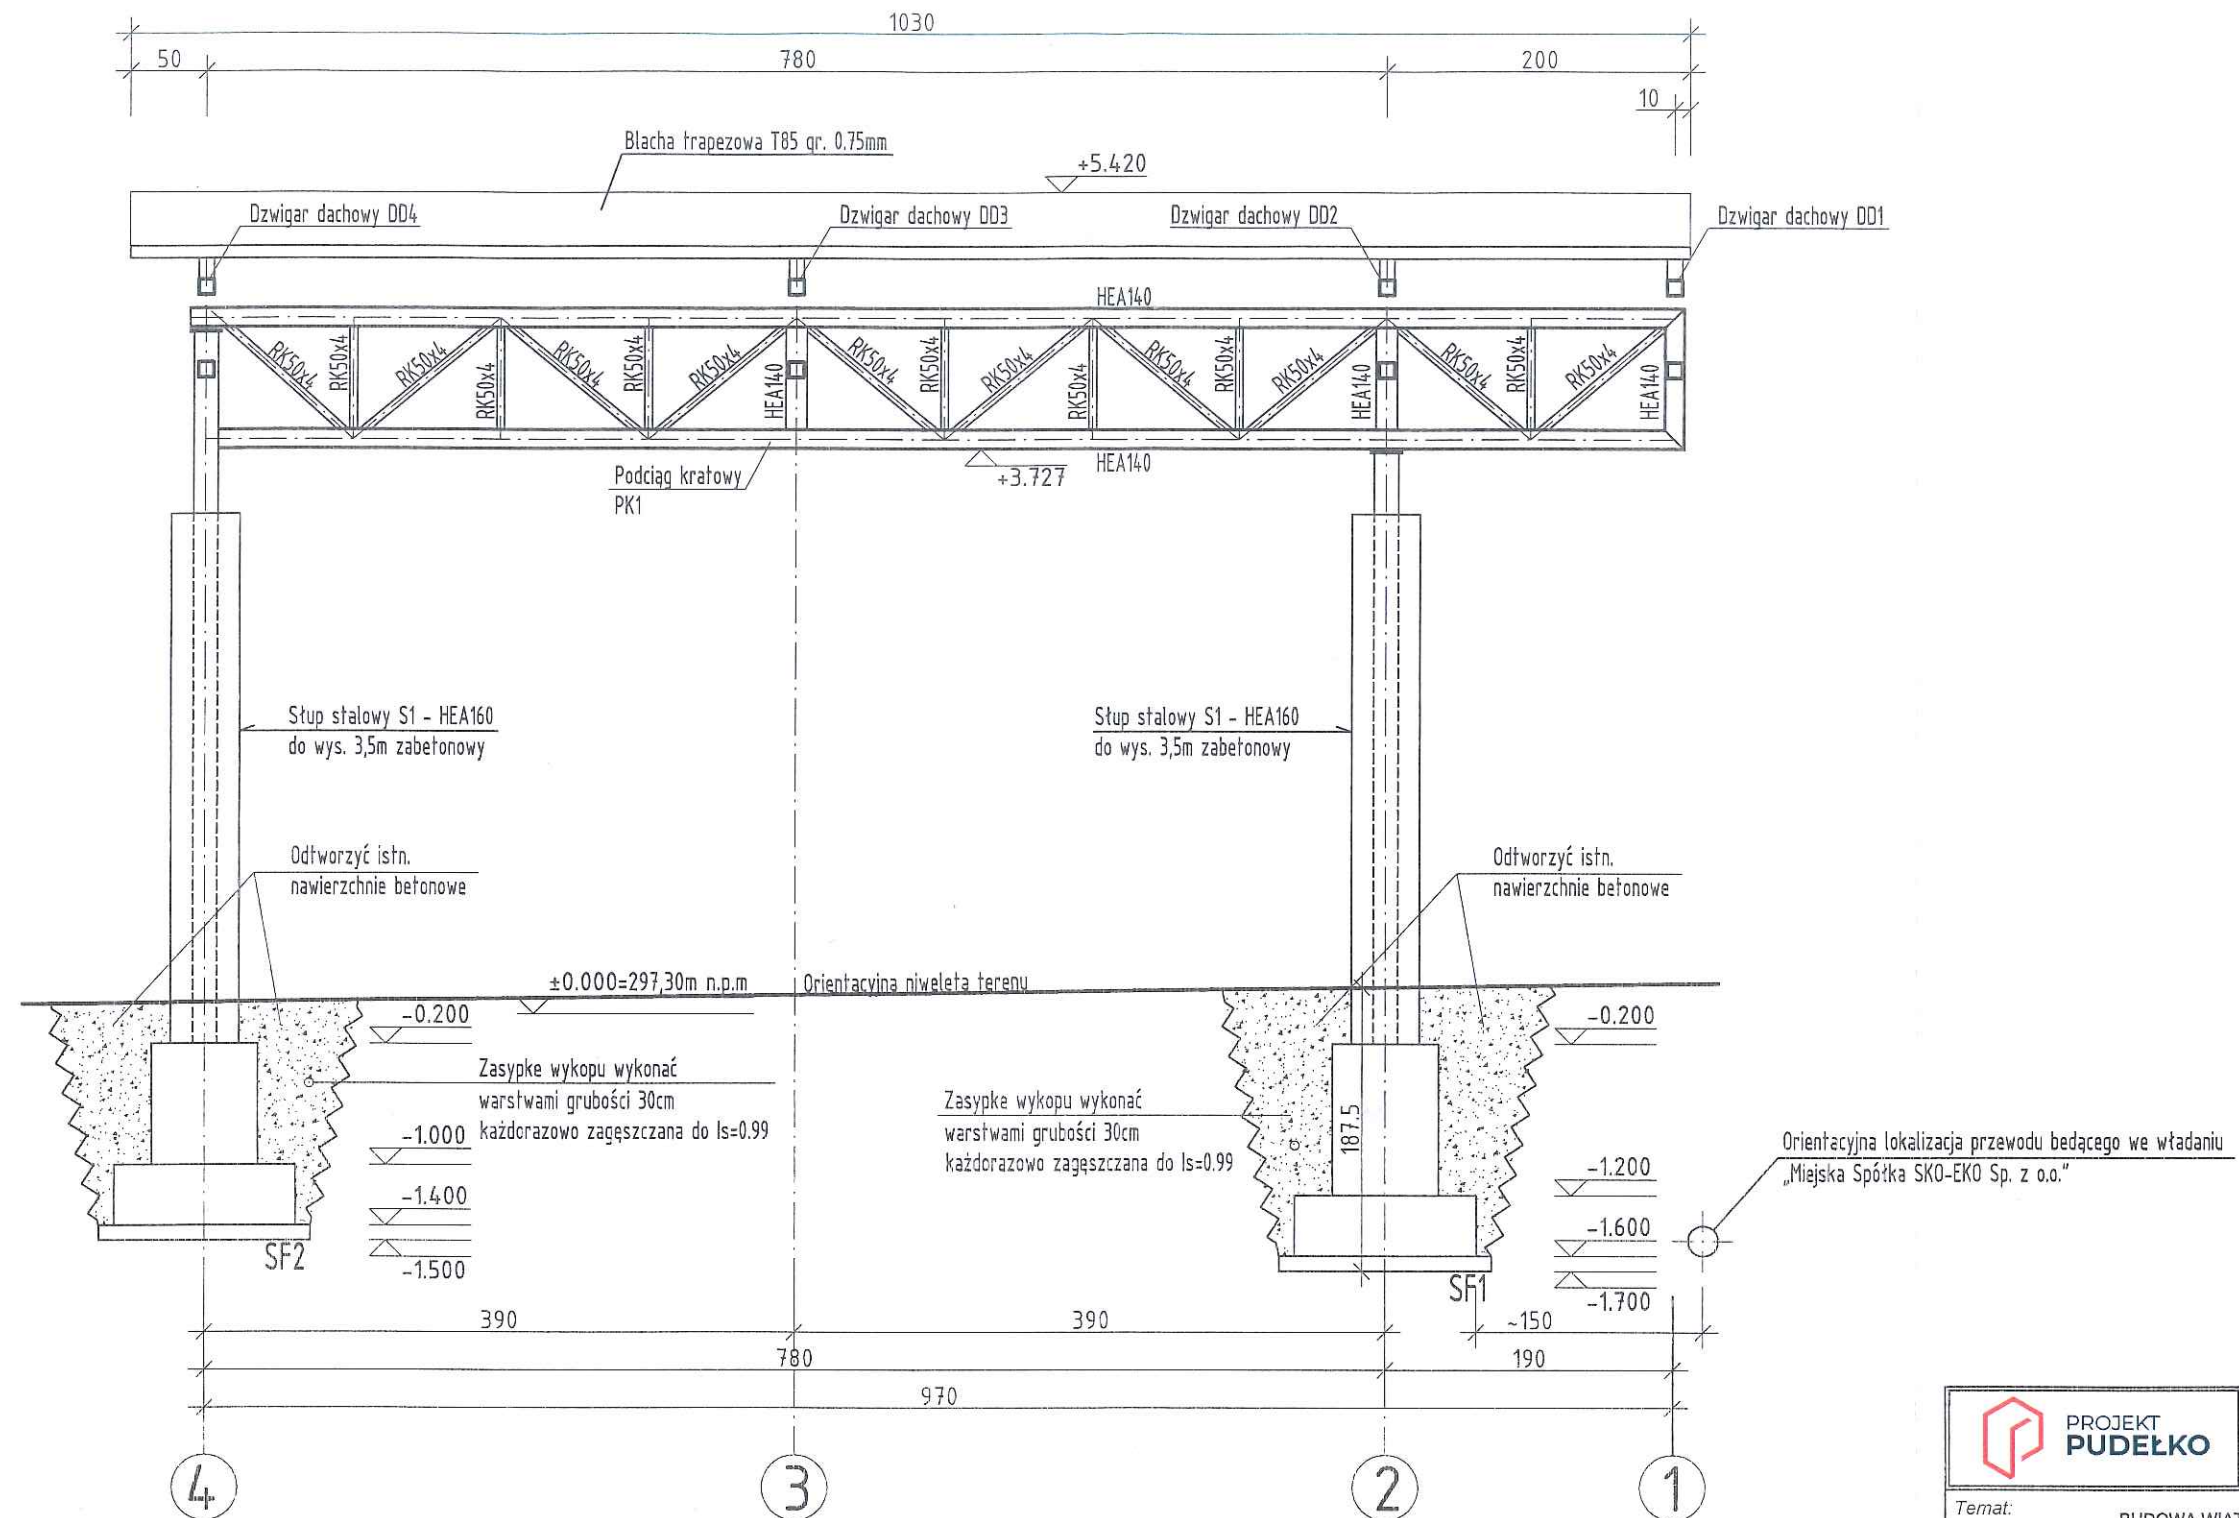 1030
50
780
200
10
Blacha trapezowa T85 gr. 0.75mm
+5.420
Dzwigar dachowy DD4
Dzwigar dachowy DD3
Dzwigar dachowy DD2
Dzwigar dachowy DD1
HEA140
RK50x4
RK50x4
RK50x4
RK50x4
RK50x4
RK50x4
RK50x4
HEA140
RK50x4
RK50x4
RK50x4
RK50x4
RK50x4
RK50x4
RK50x4
HEA140
RK50x4
RK50x4
RK50x4
HEA140
Podciąg kratowy
PK1
+3.727
HEA140
Słup stalowy S1 - HEA160
do wys. 3,5m zabetonowy
Słup stalowy S1 - HEA160
do wys. 3,5m zabetonowy
Odtworzyć istn.
nawierzchnie betonowe
Odtworzyć istn.
nawierzchnie betonowe
±0.000=297,30m n.p.m
Orientacyjna niweleta terenu
-0.200
-0.200
Zasypke wykopu wykonać
warstwami grubości 30cm
każdorazowo zagęszczana do Is=0.99
Zasypke wykopu wykonać
warstwami grubości 30cm
każdorazowo zagęszczana do Is=0.99
187.5
-1.000
-1.400
-1.500
SF2
-1.200
-1.600
-1.700
SF1
Orientacyjna lokalizacja przewodu bedącego we władaniu
„Miejska Spółka SKO-EKO Sp. z o.o."
390
390
~150
780
190
970
4
3
2
1
PROJEKT
PUDEŁKO
Temat: